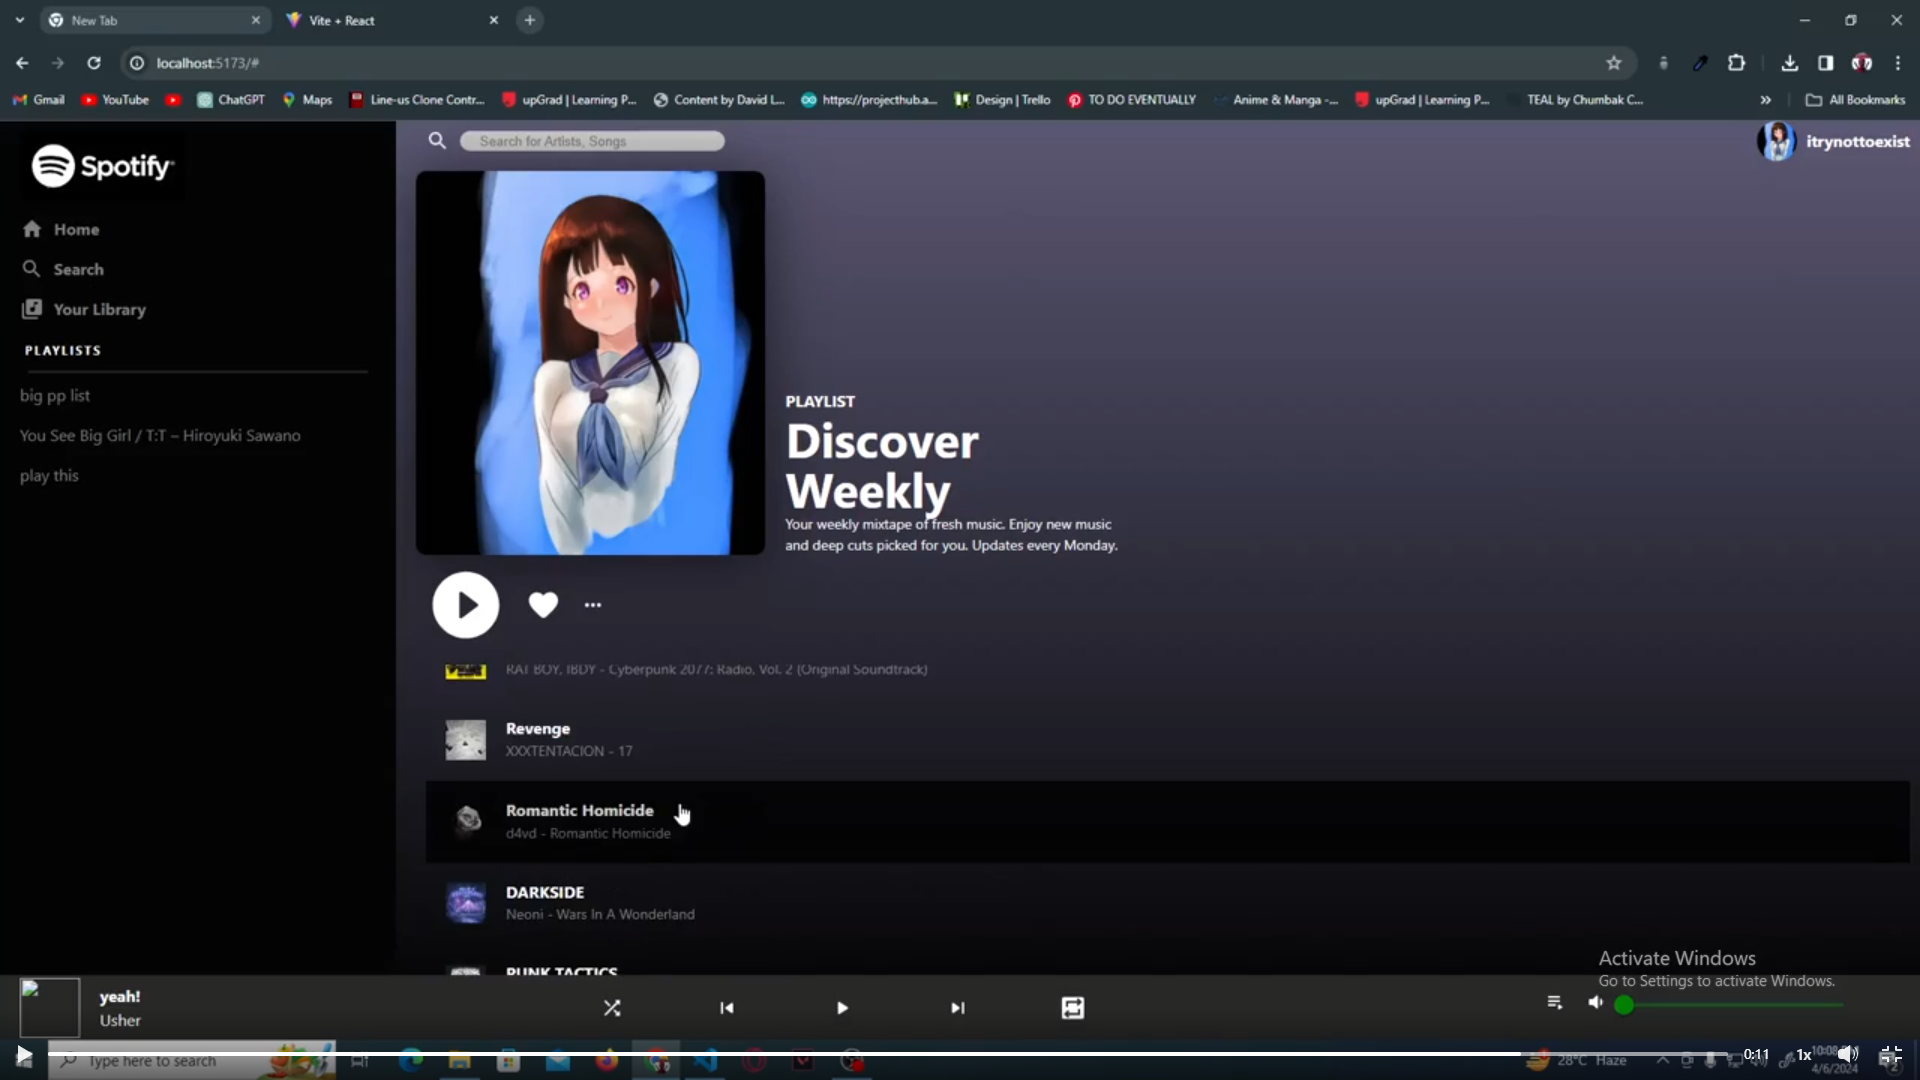 New Tab
Vite + React
localhost:5173/#
Gmail
YouTube
ChatGPT
Maps
Line-us Clone Contr...
upGrad | Learning P...
Content by David L...
https://projecthub.a...
Design | Trello
TO DO EVENTUALLY
Anime & Manga -...
upGrad | Learning P...
TEAL by Chumbak C...
All Bookmarks
Spotify
Search for Artists, Songs
itrynottoexist
Home
Search
Your Library
PLAYLISTS
big pp list
You See Big Girl / T:T – Hiroyuki Sawano
play this
PLAYLIST
Discover
Weekly
Your weekly mixtape of fresh music. Enjoy new music
and deep cuts picked for you. Updates every Monday.
RAT BOY, IBDY - Cyberpunk 2077: Radio, Vol. 2 (Original Soundtrack)
Revenge
XXXTENTACION - 17
Romantic Homicide
d4vd - Romantic Homicide
DARKSIDE
Neoni - Wars In A Wonderland
PUNK TACTICS
Activate Windows
Go to Settings to activate Windows.
yeah!
Usher
Type here to search
28°C Haze
0:11
1x
4/6/2024